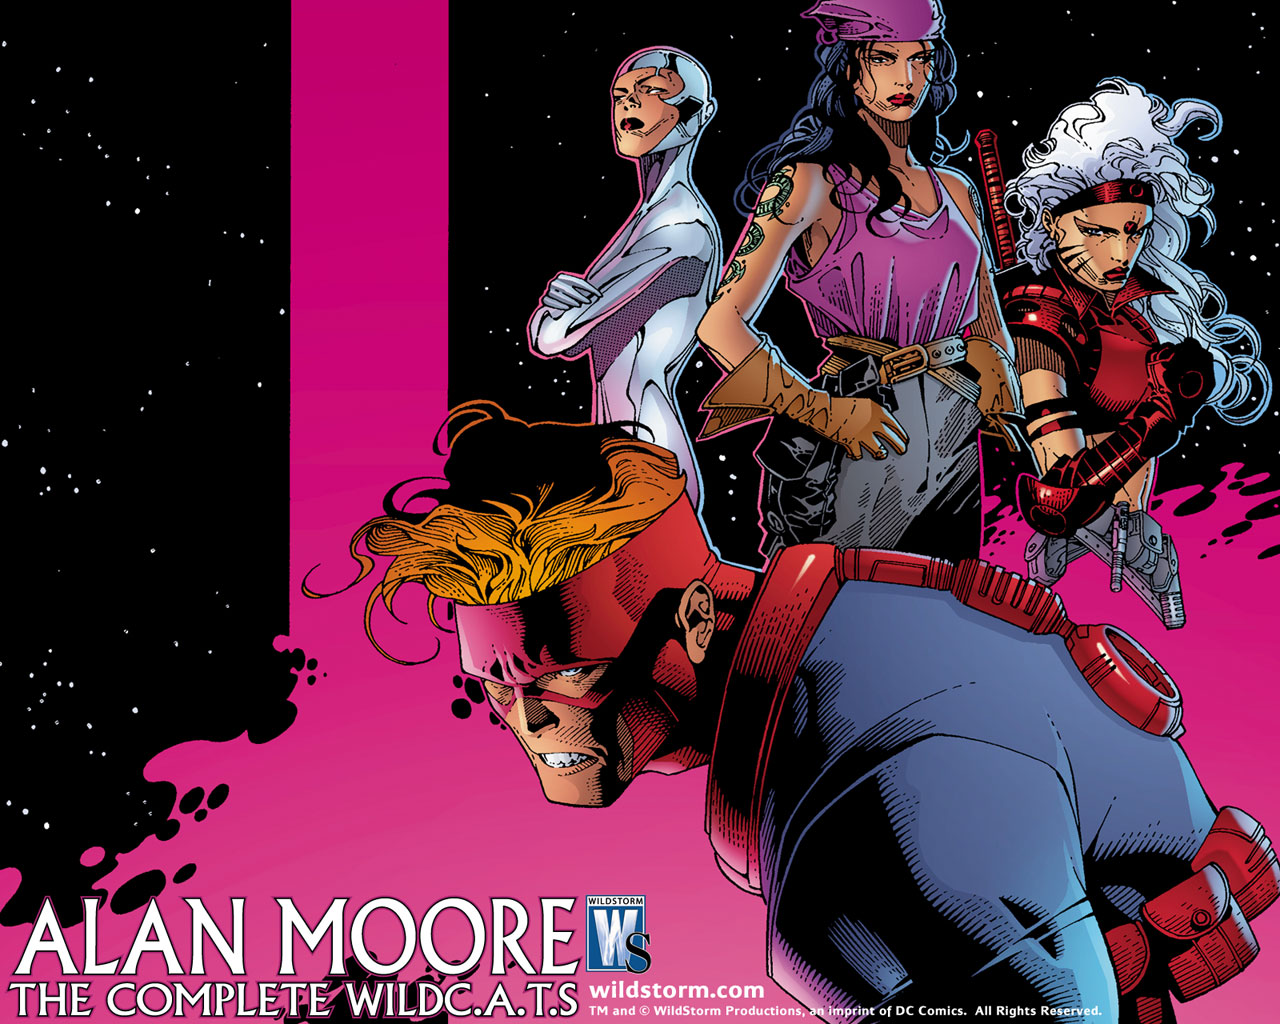 ALAN MOORE
THE COMPLETE WILDC.A.T.S
WILDSTORM
WS
wildstorm.com
TM and © WildStorm Productions, an imprint of DC Comics. All Rights Reserved.